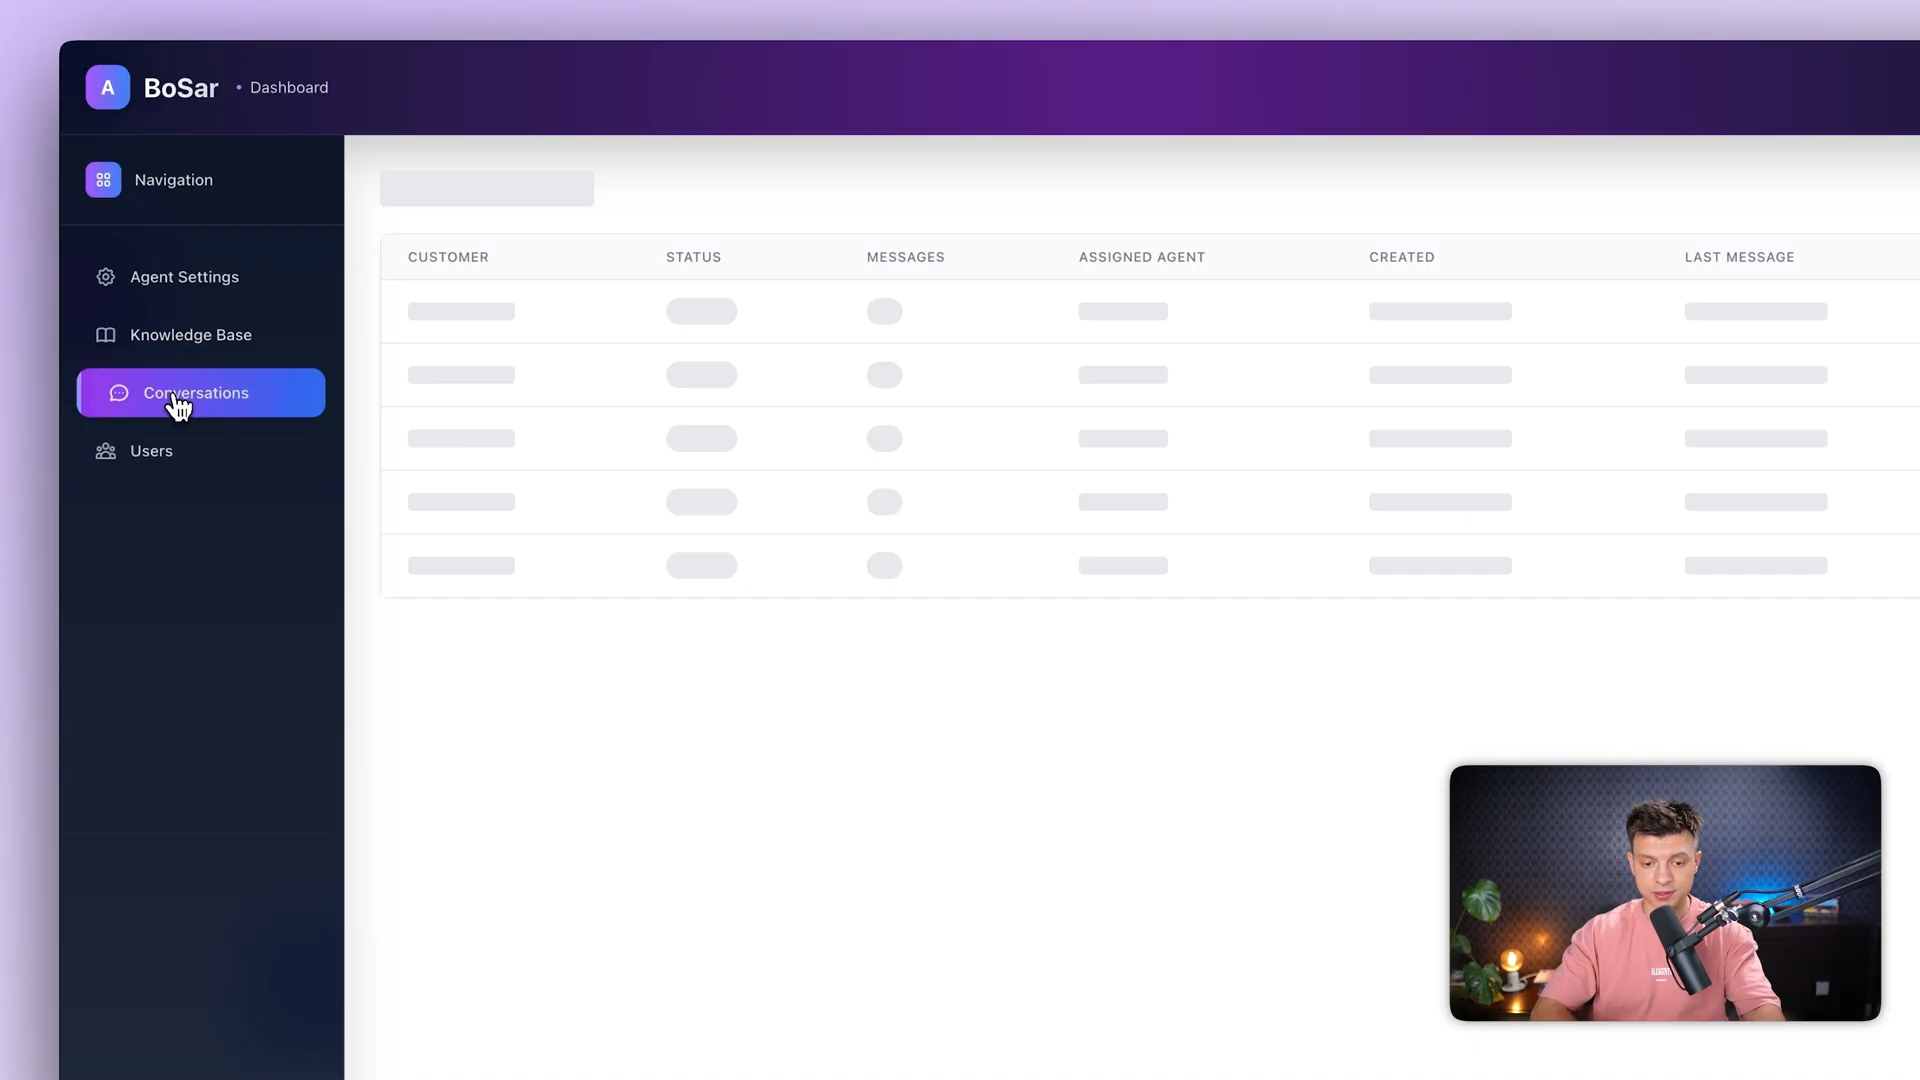 A BoSar • Dashboard
Navigation
Agent Settings
Knowledge Base
Conversations
Users
CUSTOMER STATUS MESSAGES ASSIGNED AGENT CREATED LAST MESSAGE